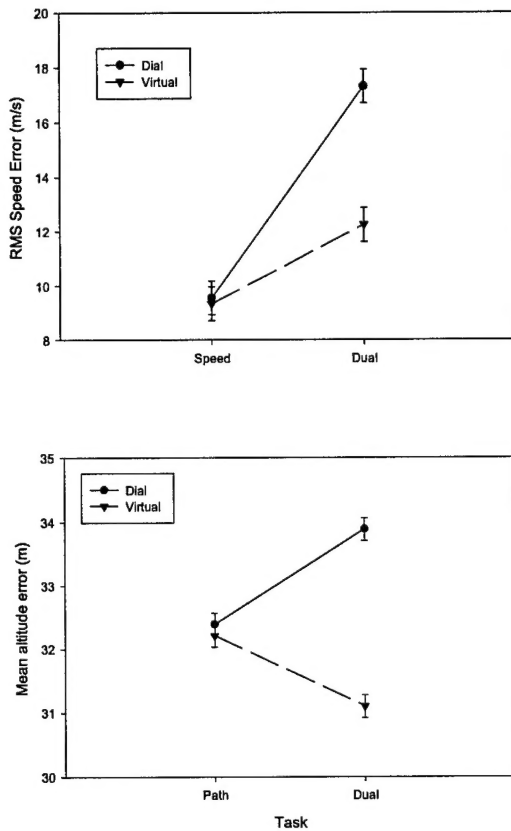 20
18
16
14
12
10
8
RMS Speed Error (m/s)
Dial
Virtual
Speed Dual
35
34
33
32
31
30
Mean altitude error (m)
Dial
Virtual
Path Dual
Task